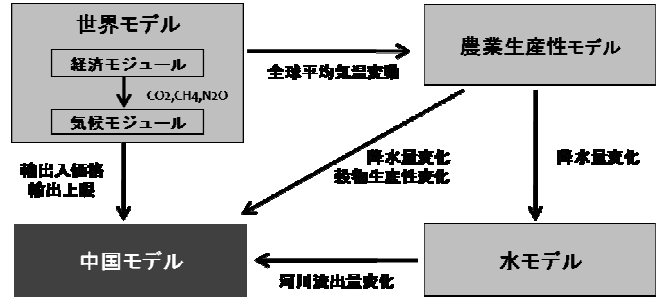 世界モデル
経済モジュール
CO2,CH4,N2O
気候モジュール
全球平均気温変動
農業生産性モデル
輸出入価格
輸出上限
降水量変化
穀物生産性変化
降水量変化
中国モデル
河川流出量変化
水モデル